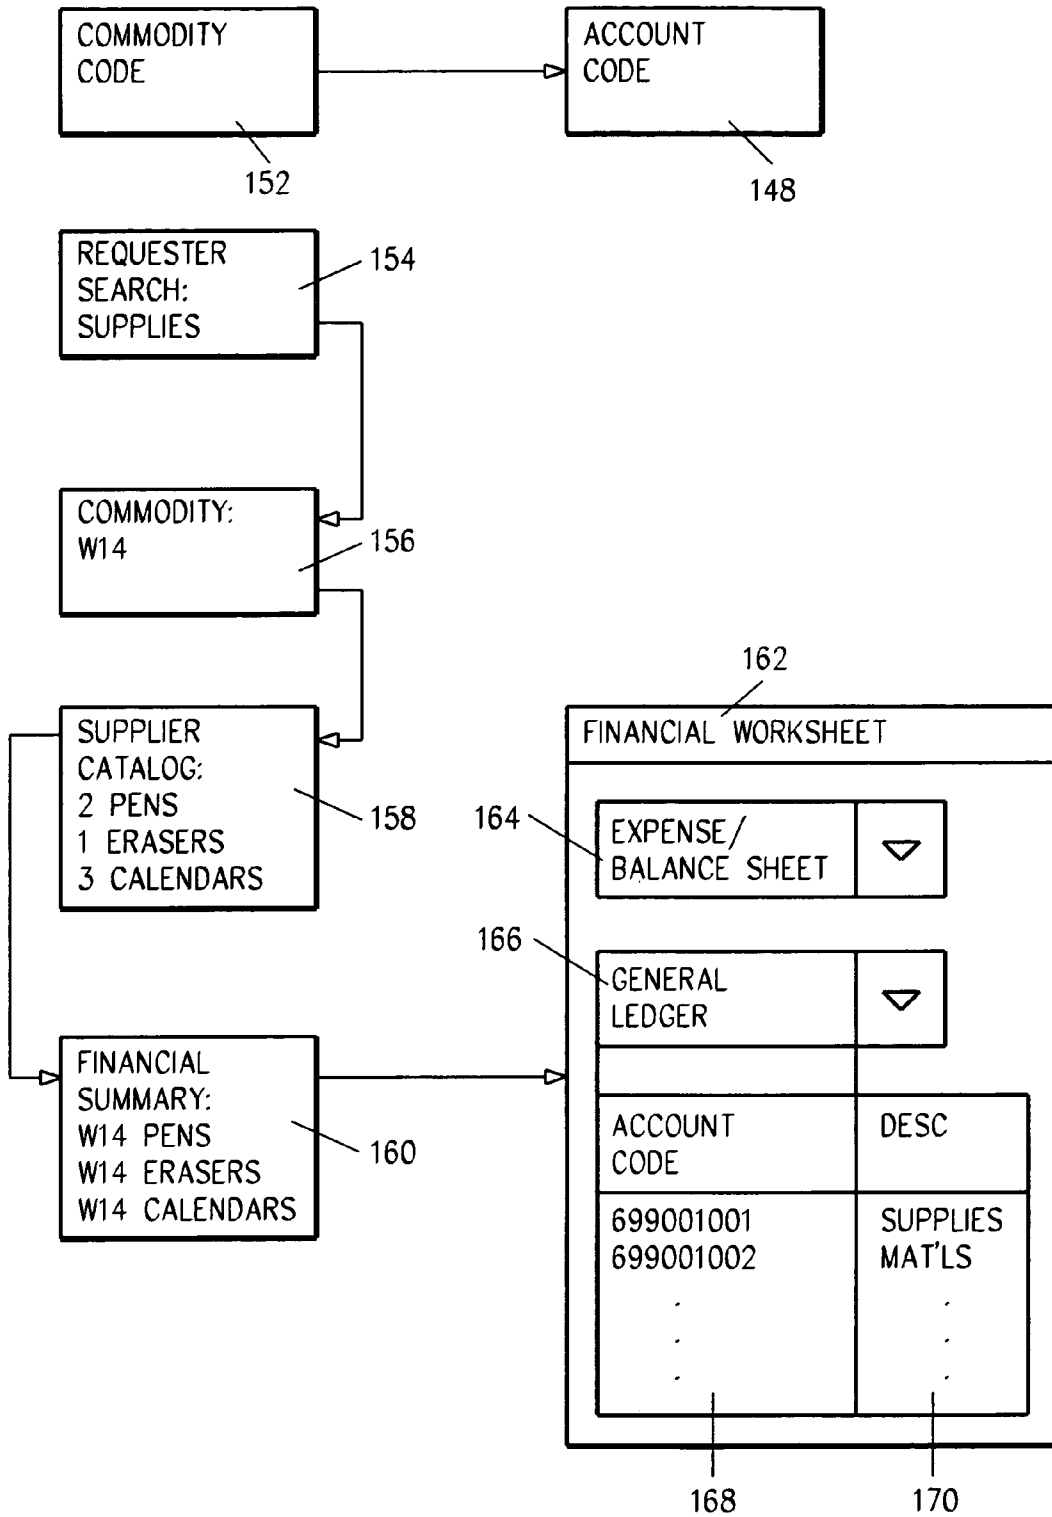 COMMODITY
CODE
152
ACCOUNT
CODE
148
REQUESTER
SEARCH:
SUPPLIES
154
COMMODITY:
W14
156
SUPPLIER
CATALOG:
2 PENS
1 ERASERS
3 CALENDARS
158
FINANCIAL
SUMMARY:
W14 PENS
W14 ERASERS
W14 CALENDARS
160
162
FINANCIAL WORKSHEET
164
EXPENSE/
BALANCE SHEET
166
GENERAL
LEDGER
ACCOUNT
CODE
DESC
699001001 SUPPLIES
699001002 MAT'LS
. .
. .
. .
168
170